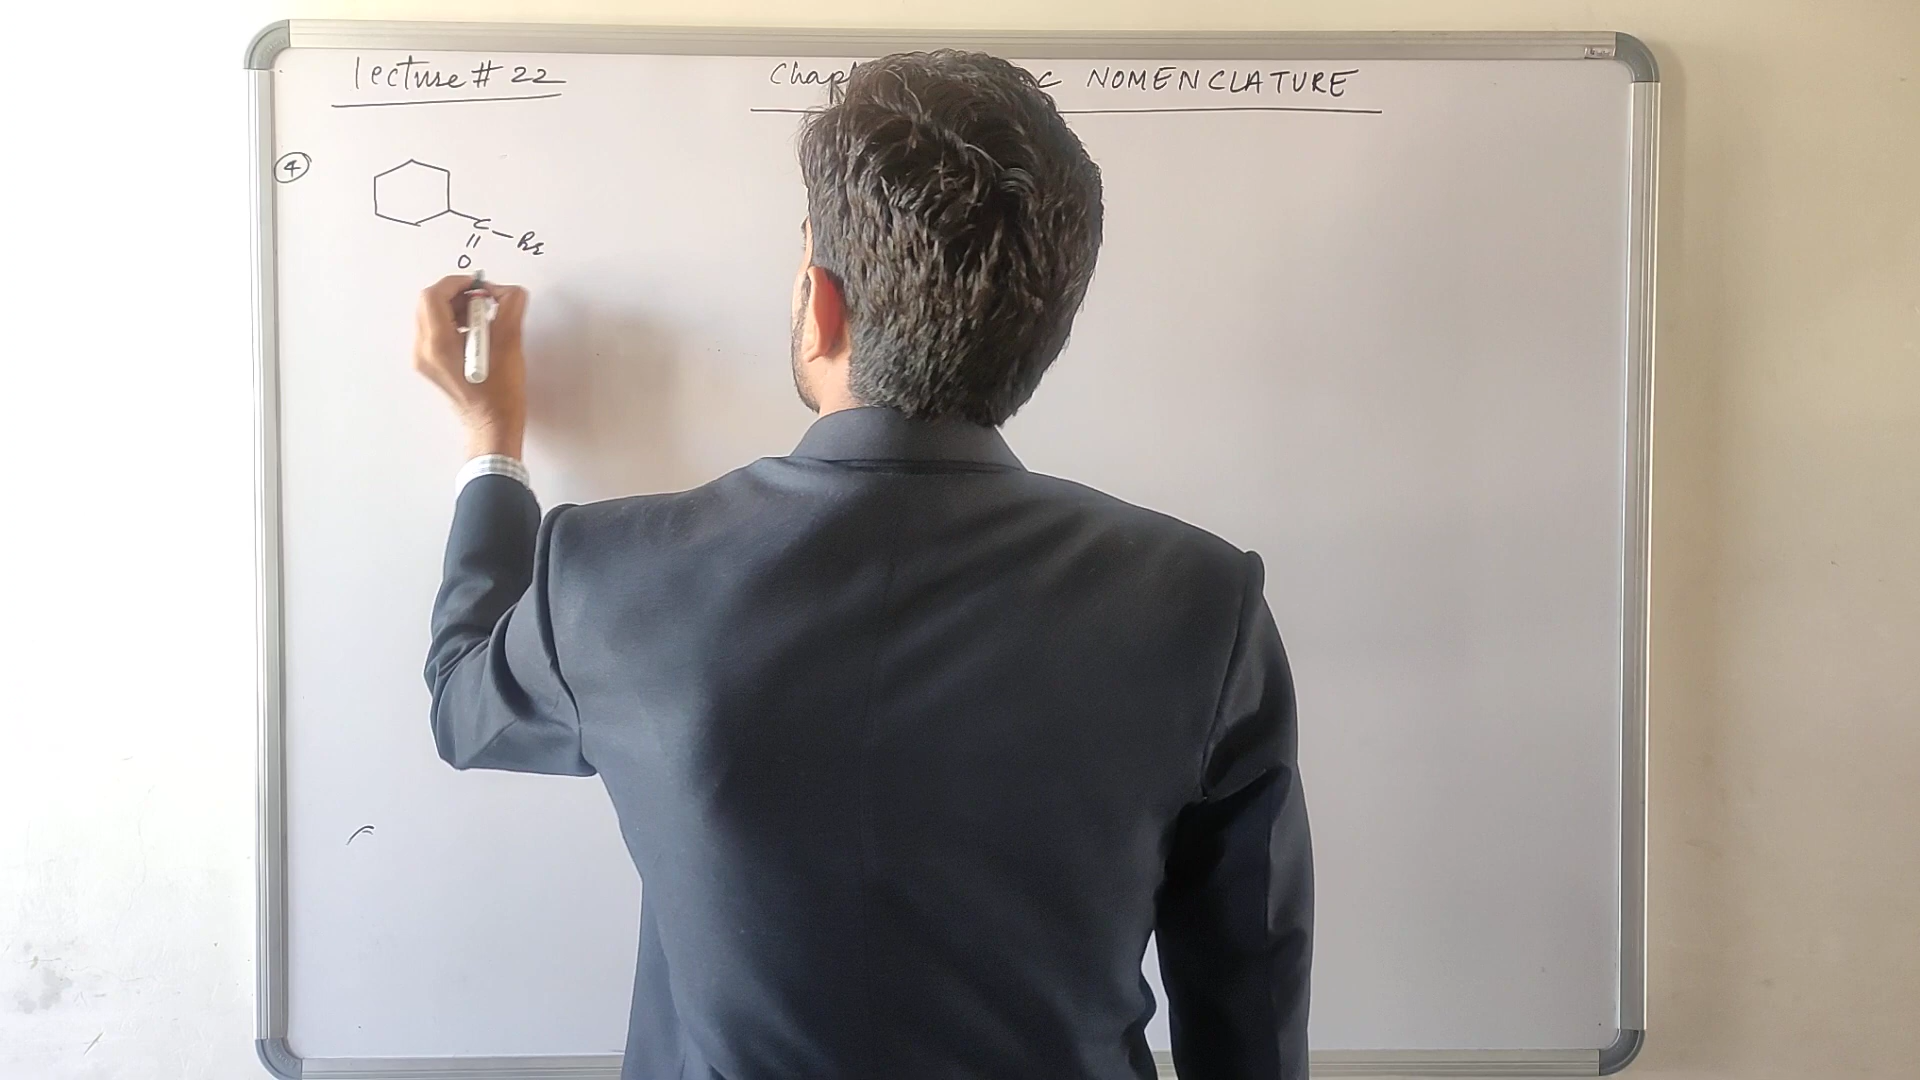 Lecture # 22
Chap C NOMENCLATURE
4
C - Br
O